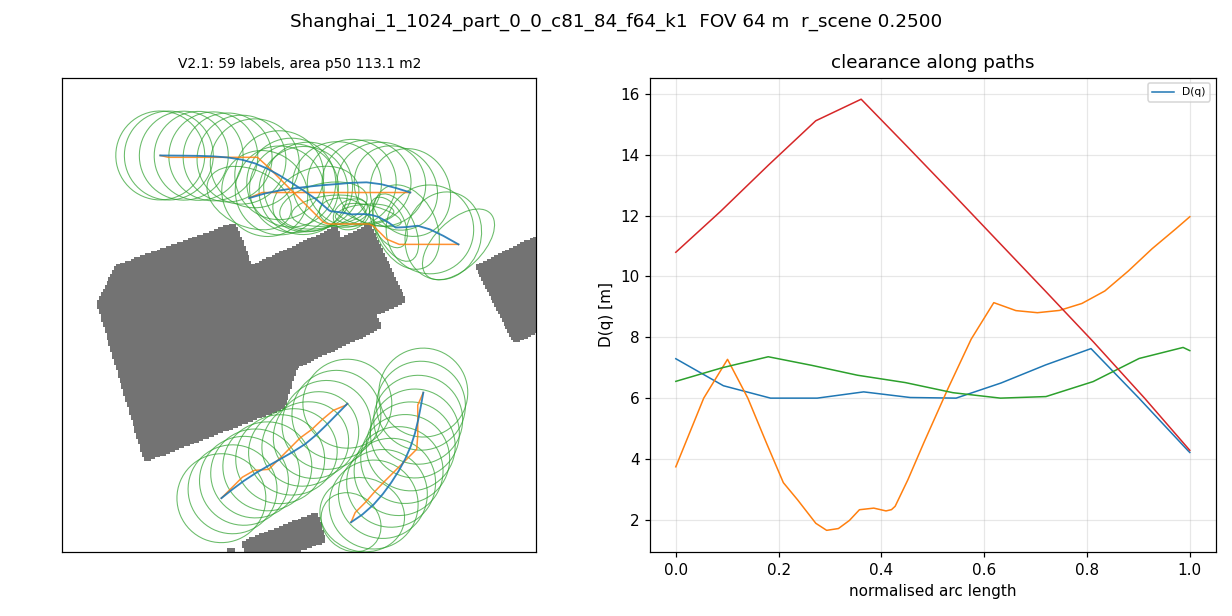 Shanghai_1_1024_part_0_0_c81_84_f64_k1  FOV 64 m  r_scene 0.2500
V2.1: 59 labels, area p50 113.1 m2
clearance along paths
D(q)
D(q) [m]
16
14
12
10
8
6
4
2
0.0
0.2
0.4
0.6
0.8
1.0
normalised arc length